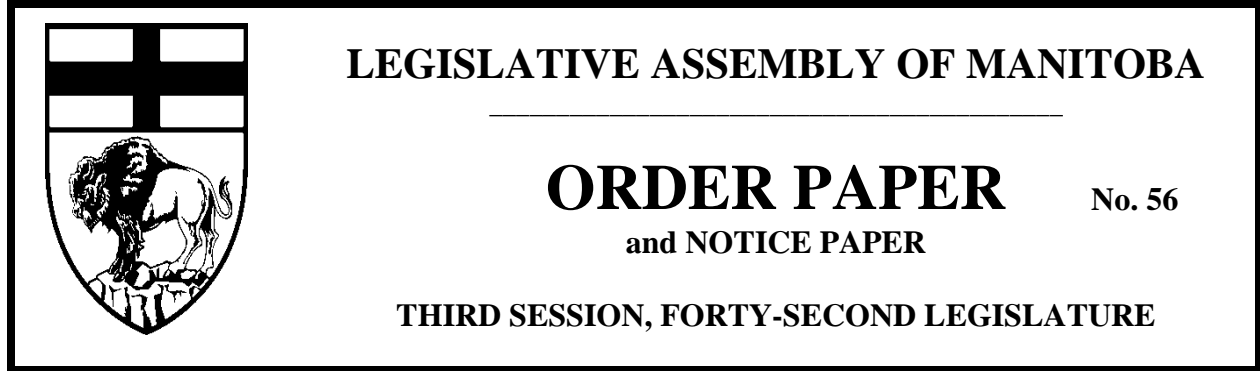 LEGISLATIVE ASSEMBLY OF MANITOBA
ORDER PAPER No. 56
and NOTICE PAPER
THIRD SESSION, FORTY-SECOND LEGISLATURE